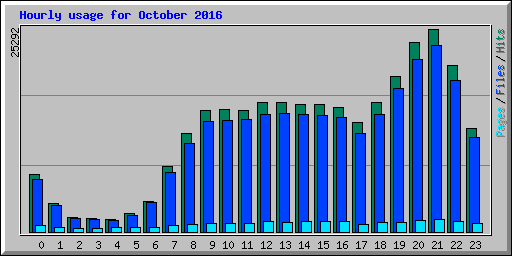 Hourly usage for October 2016
25292
Pages/Files/Hits
0 1 2 3 4 5 6 7 8 9 10 11 12 13 14 15 16 17 18 19 20 21 22 23